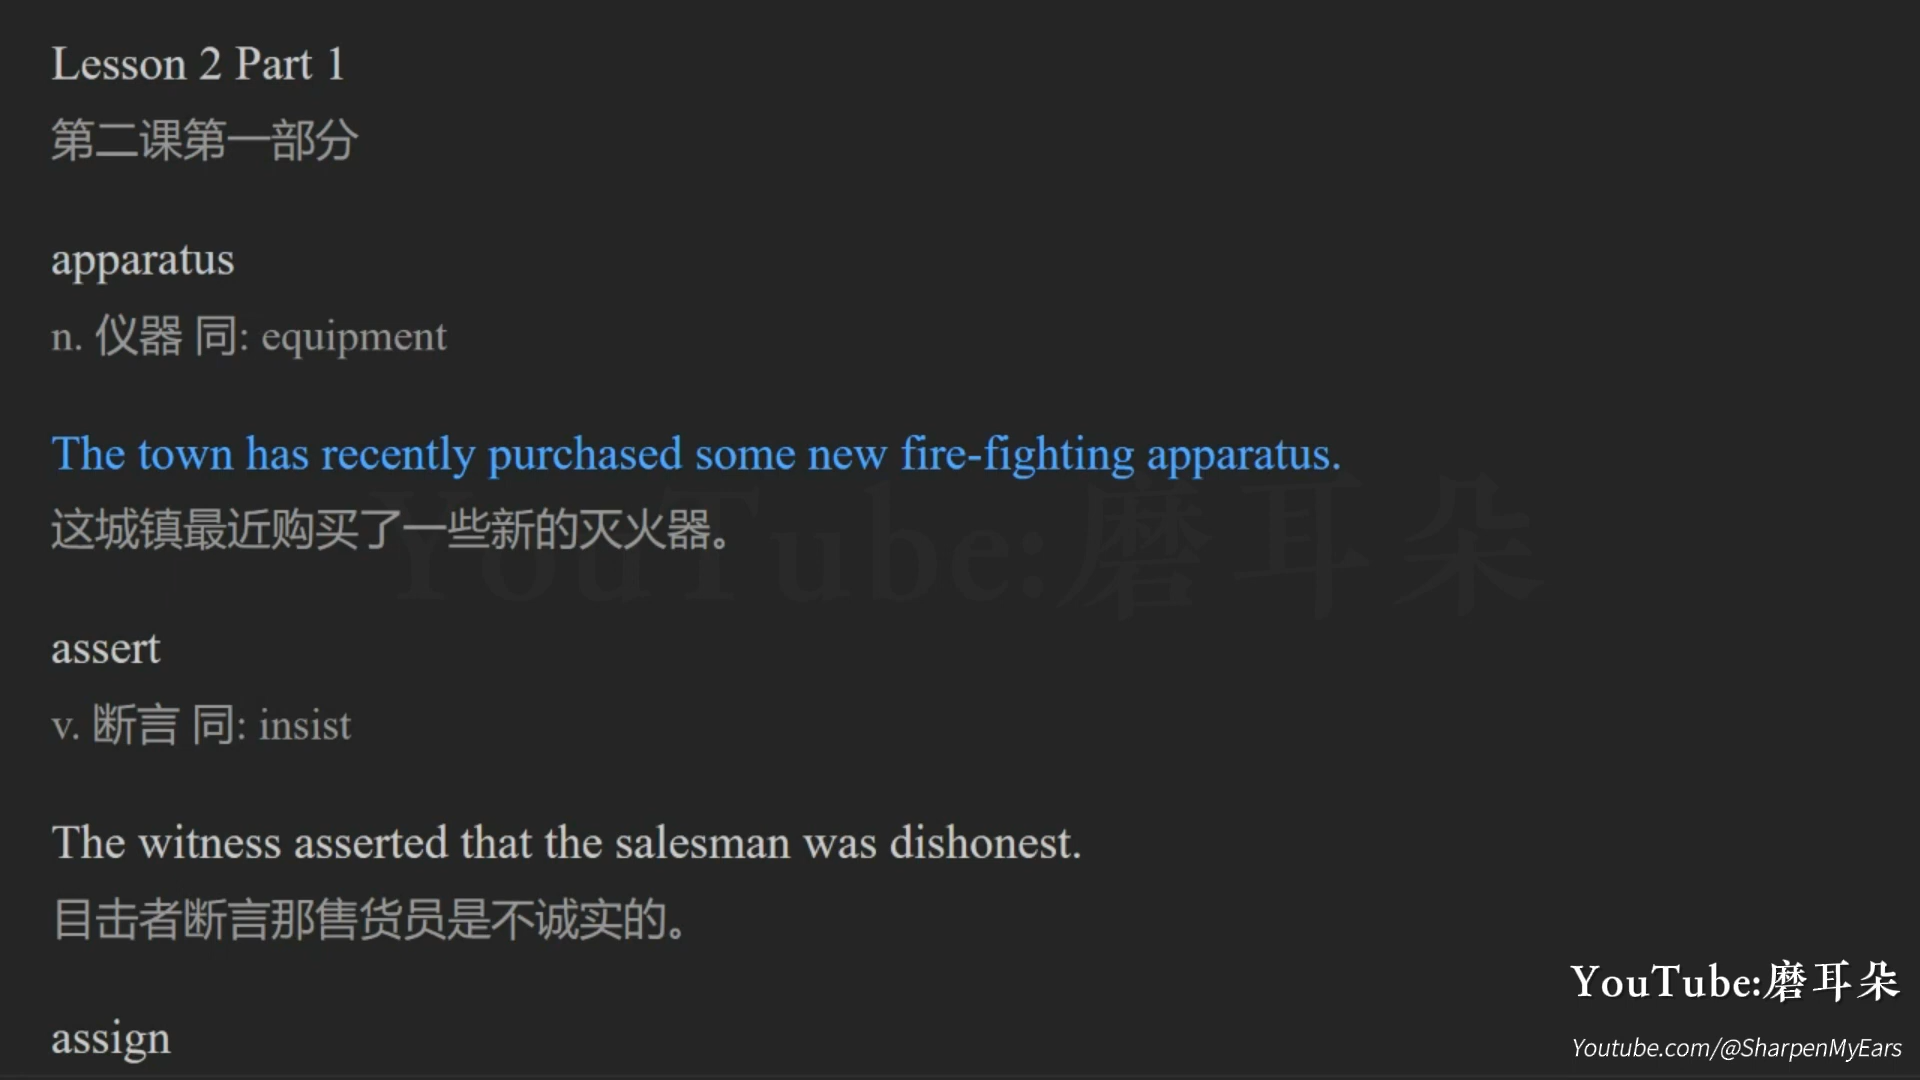 Lesson 2 Part 1
第二课第一部分
apparatus
n. 仪器 同: equipment
The town has recently purchased some new fire-fighting apparatus.
这城镇最近购买了一些新的灭火器。
YouTube:磨耳朵
assert
v. 断言 同: insist
The witness asserted that the salesman was dishonest.
目击者断言那售货员是不诚实的。
assign
YouTube:磨耳朵
Youtube.com/@SharpenMyEars